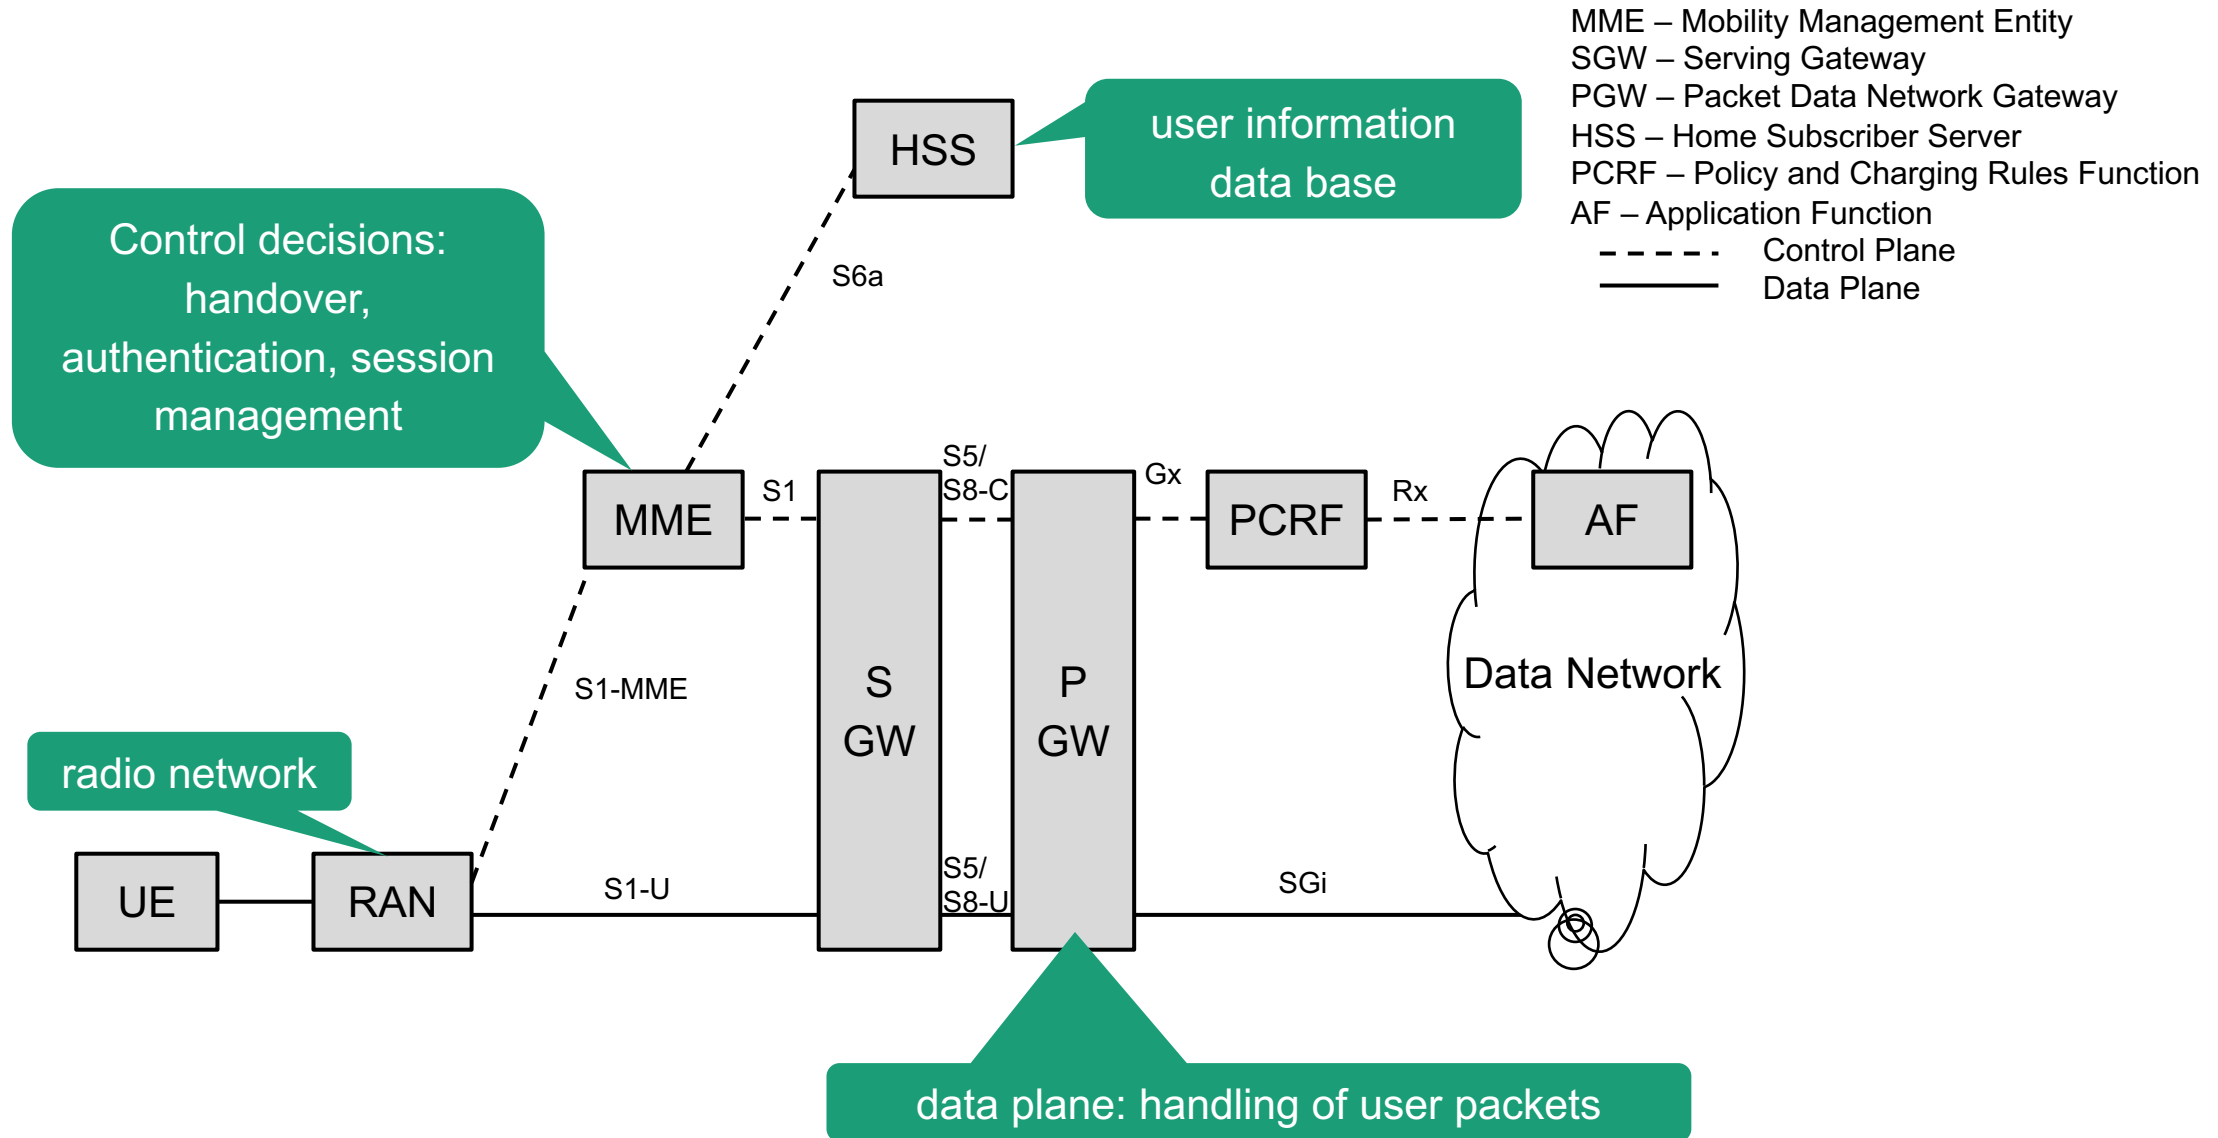 MME – Mobility Management Entity
SGW – Serving Gateway
PGW – Packet Data Network Gateway
HSS – Home Subscriber Server
PCRF – Policy and Charging Rules Function
AF – Application Function
Control Plane
Data Plane
HSS
user information
data base
Control decisions:
handover,
authentication, session
management
S6a
MME
S1
S5/
S8-C
Gx
PCRF
Rx
AF
S1-MME
S
GW
P
GW
Data Network
radio network
UE
RAN
S1-U
S5/
S8-U
SGi
data plane: handling of user packets